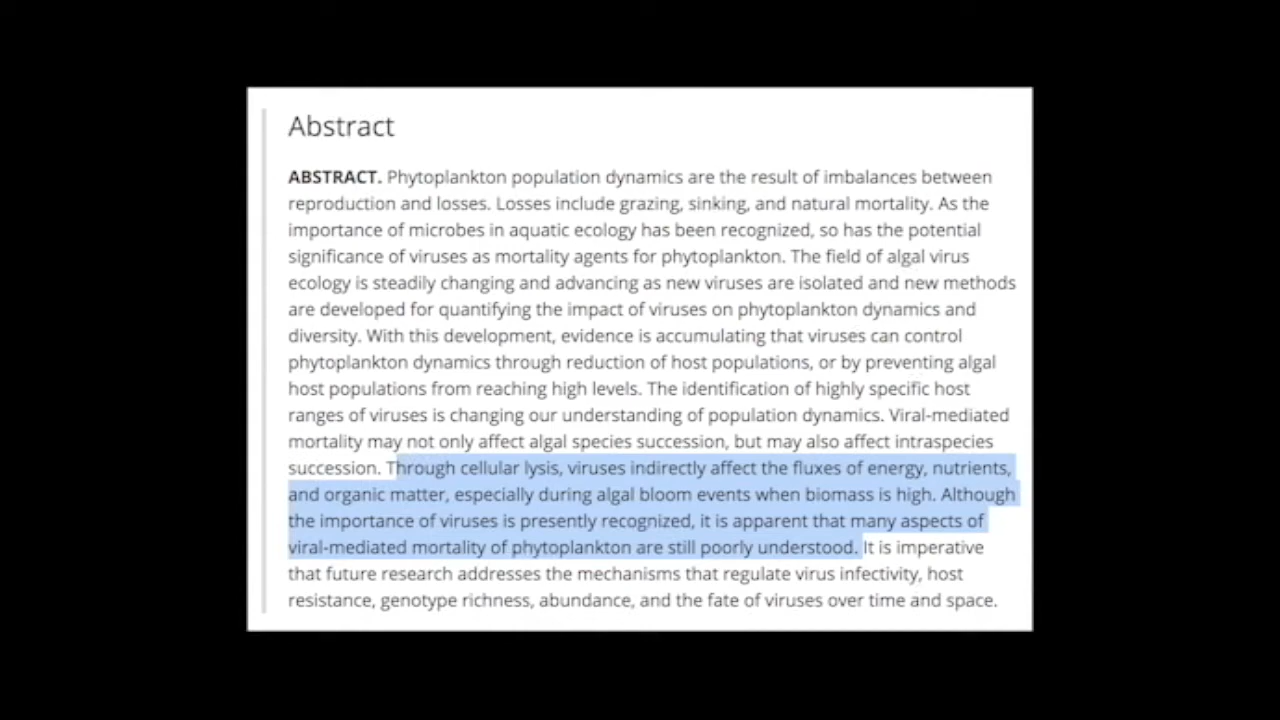 Abstract
ABSTRACT. Phytoplankton population dynamics are the result of imbalances between
reproduction and losses. Losses include grazing, sinking, and natural mortality. As the
importance of microbes in aquatic ecology has been recognized, so has the potential
significance of viruses as mortality agents for phytoplankton. The field of algal virus
ecology is steadily changing and advancing as new viruses are isolated and new methods
are developed for quantifying the impact of viruses on phytoplankton dynamics and
diversity. With this development, evidence is accumulating that viruses can control
phytoplankton dynamics through reduction of host populations, or by preventing algal
host populations from reaching high levels. The identification of highly specific host
ranges of viruses is changing our understanding of population dynamics. Viral-mediated
mortality may not only affect algal species succession, but may also affect intraspecies
succession. Through cellular lysis, viruses indirectly affect the fluxes of energy, nutrients,
and organic matter, especially during algal bloom events when biomass is high. Although
the importance of viruses is presently recognized, it is apparent that many aspects of
viral-mediated mortality of phytoplankton are still poorly understood. It is imperative
that future research addresses the mechanisms that regulate virus infectivity, host
resistance, genotype richness, abundance, and the fate of viruses over time and space.